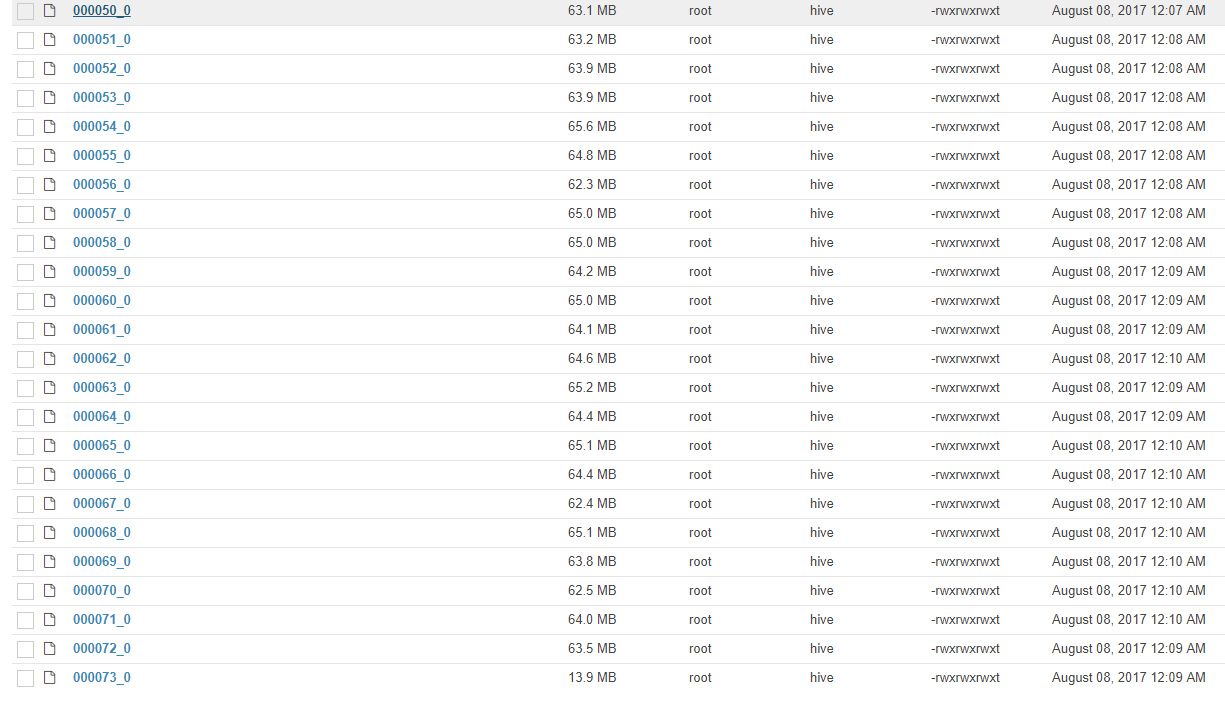 000050_0 63.1 MB root hive -rwxrwxrwxt August 08, 2017 12:07 AM
000051_0 63.2 MB root hive -rwxrwxrwxt August 08, 2017 12:08 AM
000052_0 63.9 MB root hive -rwxrwxrwxt August 08, 2017 12:08 AM
000053_0 63.9 MB root hive -rwxrwxrwxt August 08, 2017 12:08 AM
000054_0 65.6 MB root hive -rwxrwxrwxt August 08, 2017 12:08 AM
000055_0 64.8 MB root hive -rwxrwxrwxt August 08, 2017 12:08 AM
000056_0 62.3 MB root hive -rwxrwxrwxt August 08, 2017 12:08 AM
000057_0 65.0 MB root hive -rwxrwxrwxt August 08, 2017 12:08 AM
000058_0 65.0 MB root hive -rwxrwxrwxt August 08, 2017 12:08 AM
000059_0 64.2 MB root hive -rwxrwxrwxt August 08, 2017 12:09 AM
000060_0 65.0 MB root hive -rwxrwxrwxt August 08, 2017 12:09 AM
000061_0 64.1 MB root hive -rwxrwxrwxt August 08, 2017 12:09 AM
000062_0 64.6 MB root hive -rwxrwxrwxt August 08, 2017 12:10 AM
000063_0 65.2 MB root hive -rwxrwxrwxt August 08, 2017 12:09 AM
000064_0 64.4 MB root hive -rwxrwxrwxt August 08, 2017 12:09 AM
000065_0 65.1 MB root hive -rwxrwxrwxt August 08, 2017 12:10 AM
000066_0 64.4 MB root hive -rwxrwxrwxt August 08, 2017 12:10 AM
000067_0 62.4 MB root hive -rwxrwxrwxt August 08, 2017 12:10 AM
000068_0 65.1 MB root hive -rwxrwxrwxt August 08, 2017 12:10 AM
000069_0 63.8 MB root hive -rwxrwxrwxt August 08, 2017 12:10 AM
000070_0 62.5 MB root hive -rwxrwxrwxt August 08, 2017 12:10 AM
000071_0 64.0 MB root hive -rwxrwxrwxt August 08, 2017 12:10 AM
000072_0 63.5 MB root hive -rwxrwxrwxt August 08, 2017 12:09 AM
000073_0 13.9 MB root hive -rwxrwxrwxt August 08, 2017 12:09 AM